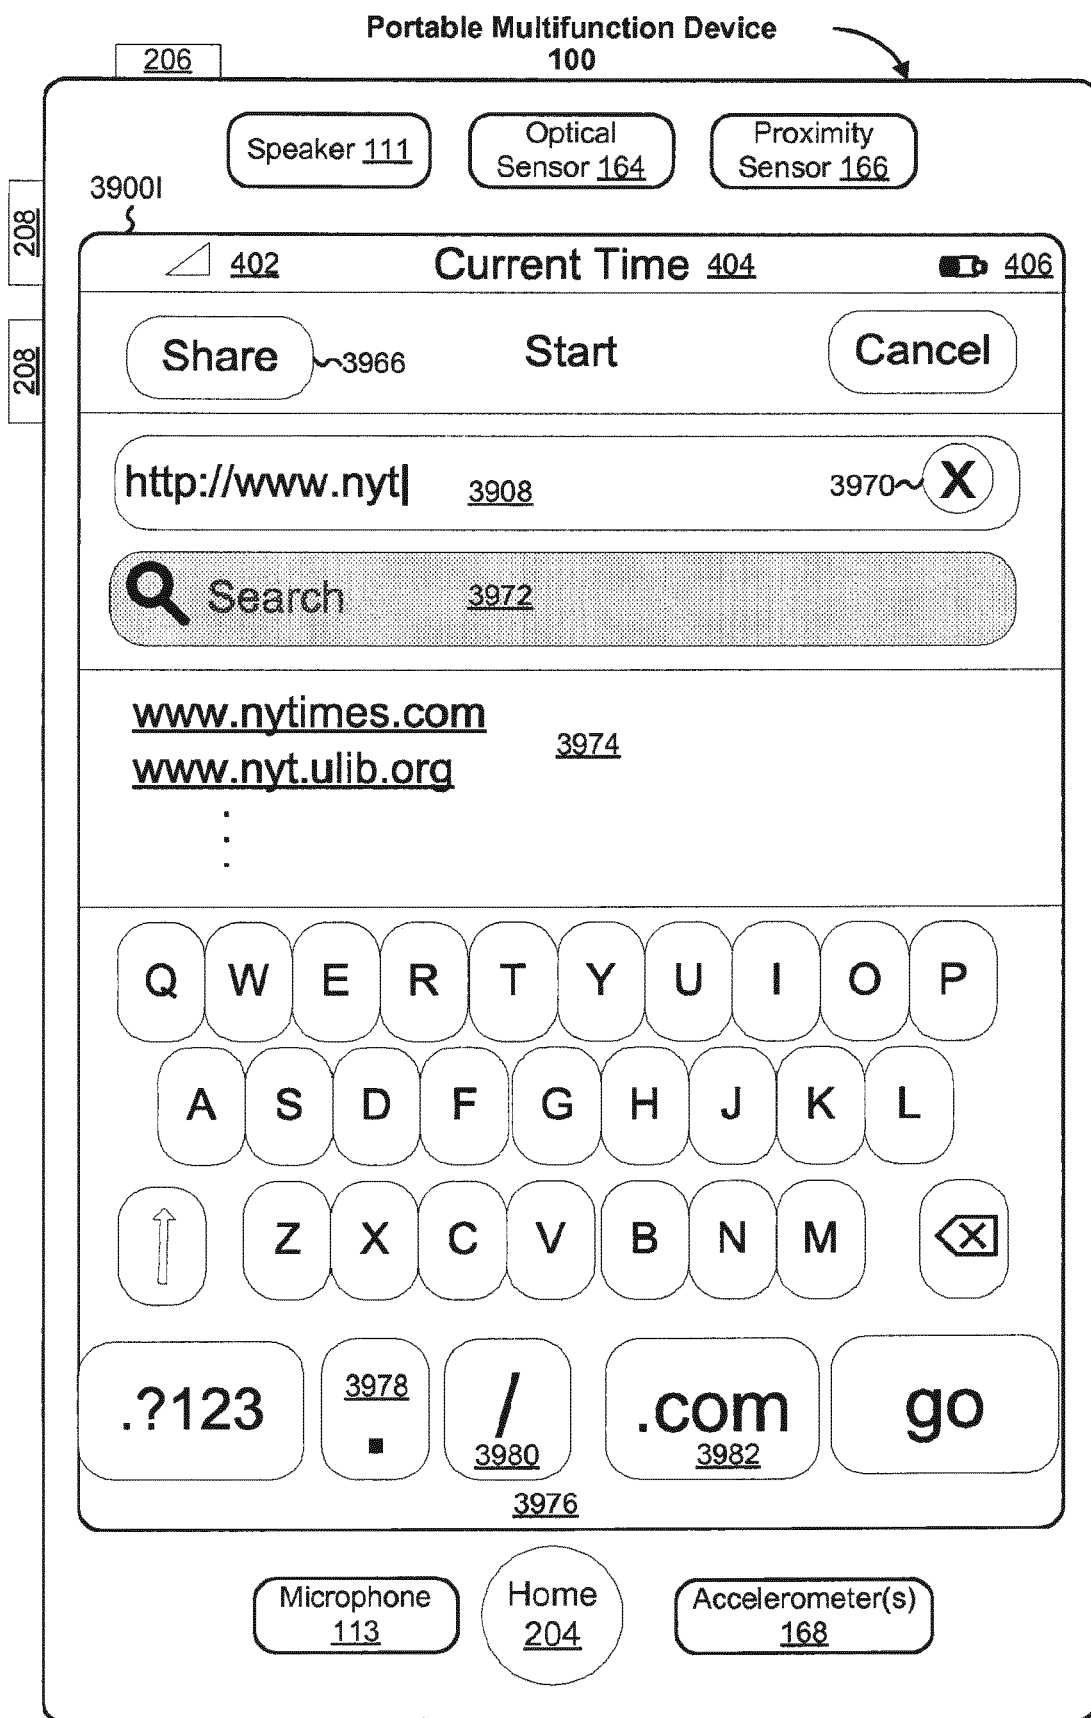 Portable Multifunction Device
100
206
Speaker 111
Optical
Sensor 164
Proximity
Sensor 166
3900I
208
402
Current Time 404
406
208
Share
3966
Start
Cancel
http://www.nyt
3908
3970
X
Search
3972
www.nytimes.com
3974
www.nyt.ulib.org
Q W E R T Y U I O P
A S D F G H J K L
Z X C V B N M
.?123
3978
.
/
3980
.com
3982
go
3976
Microphone
113
Home
204
Accelerometer(s)
168